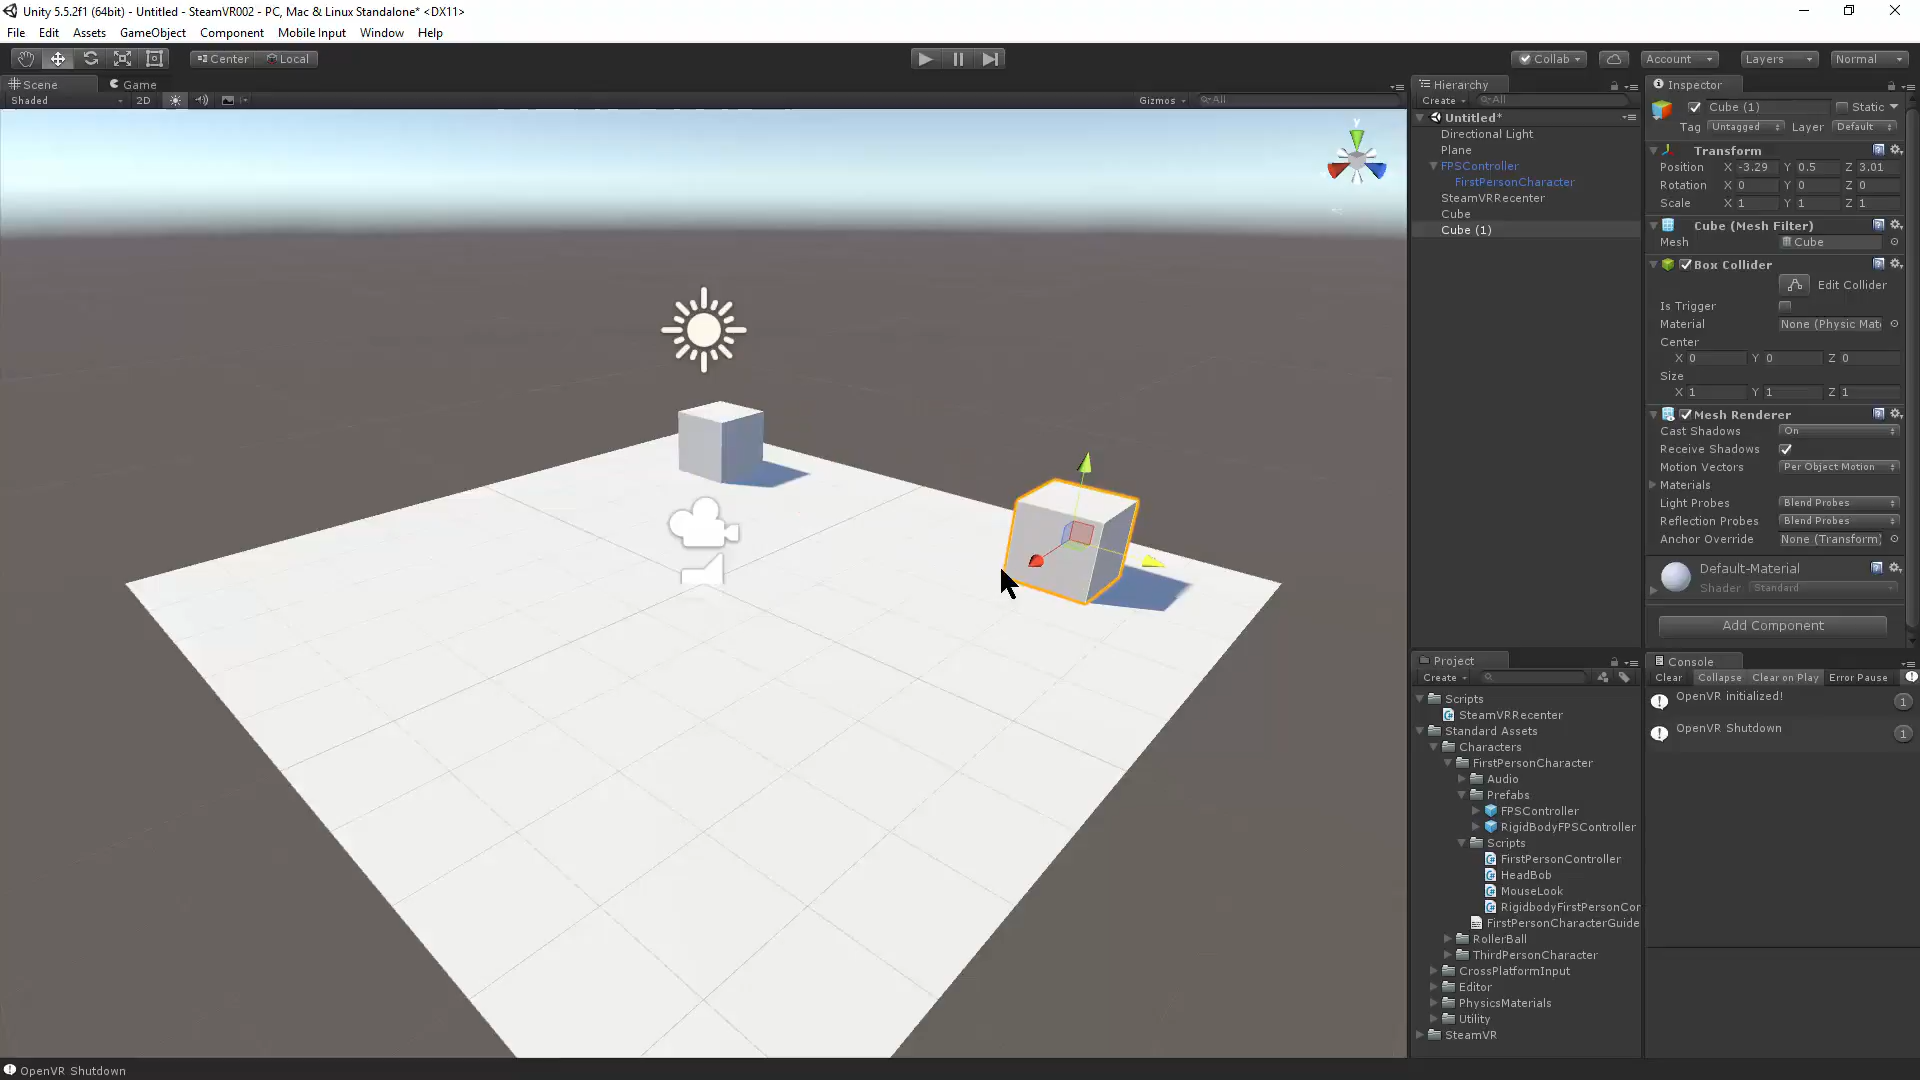 Unity 5.5.2f1 (64bit) - Untitled - SteamVR002 - PC, Mac & Linux Standalone* <DX11>
File Edit Assets GameObject Component Mobile Input Window Help
Center Local
Collab Account Layers Normal
Scene Game
Shaded 2D Gizmos All
y
Hierarchy
Create All
Untitled*
Directional Light
Plane
FPSController
FirstPersonCharacter
SteamVRRecenter
Cube
Cube (1)
Inspector
Cube (1) Static
Tag Untagged Layer Default
Transform
Position X -3.29 Y 0.5 Z 3.01
Rotation X 0 Y 0 Z 0
Scale X 1 Y 1 Z 1
Cube (Mesh Filter)
Mesh Cube
Box Collider
Edit Collider
Is Trigger
Material None (Physic Mat
Center
X 0 Y 0 Z 0
Size
X 1 Y 1 Z 1
Mesh Renderer
Cast Shadows On
Receive Shadows
Motion Vectors Per Object Motion
Materials
Light Probes Blend Probes
Reflection Probes Blend Probes
Anchor Override None (Transform)
Default-Material
Shader Standard
Add Component
Project
Create
Scripts
SteamVRRecenter
Standard Assets
Characters
FirstPersonCharacter
Audio
Prefabs
FPSController
RigidBodyFPSController
Scripts
FirstPersonController
HeadBob
MouseLook
RigidbodyFirstPersonCor
FirstPersonCharacterGuide
RollerBall
ThirdPersonCharacter
CrossPlatformInput
Editor
PhysicsMaterials
Utility
SteamVR
Console
Clear Collapse Clear on Play Error Pause
OpenVR initialized! 1
OpenVR Shutdown 1
OpenVR Shutdown